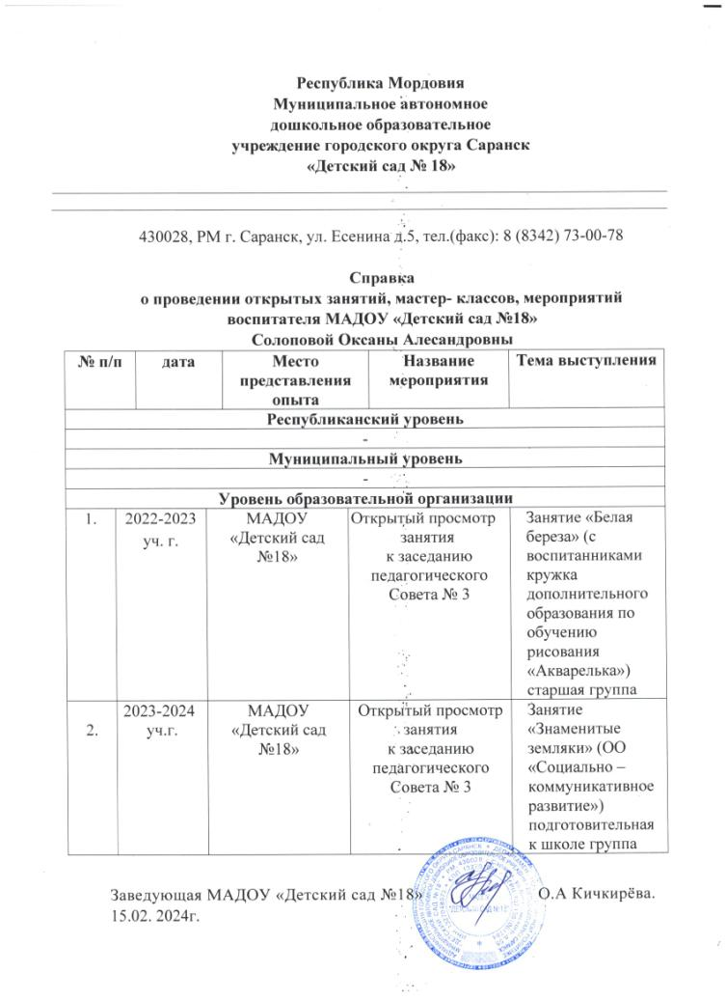 Республика Мордовия
Муниципальное автономное
дошкольное образовательное
учреждение городского округа Саранск
«Детский сад № 18»
430028, РМ г. Саранск, ул. Есенина д.5, тел.(факс): 8 (8342) 73-00-78
Справка
о проведении открытых занятий, мастер- классов, мероприятий
воспитателя МАДОУ «Детский сад №18»
Солоповой Оксаны Алесандровны
№ п/п
дата
Место
представления
опыта
Название
мероприятия
Тема выступления
Республиканский уровень
-
Муниципальный уровень
-
Уровень образовательной организации
1.
2022-2023
уч. г.
МАДОУ
«Детский сад
№18»
Открытый просмотр
занятия
к заседанию
педагогического
Совета № 3
Занятие «Белая
береза» (с
воспитанниками
кружка
дополнительного
образования по
обучению
рисования
«Акварелька»)
старшая группа
2.
2023-2024
уч.г.
МАДОУ
«Детский сад
№18»
Открытый просмотр
занятия
к заседанию
педагогического
Совета № 3
Занятие
«Знаменитые
земляки» (ОО
«Социально –
коммуникативное
развитие»)
подготовительная
к школе группа
Заведующая МАДОУ «Детский сад №18» О.А Кичкирёва.
15.02. 2024г.
"ДЕТСКИЙ САД №18"